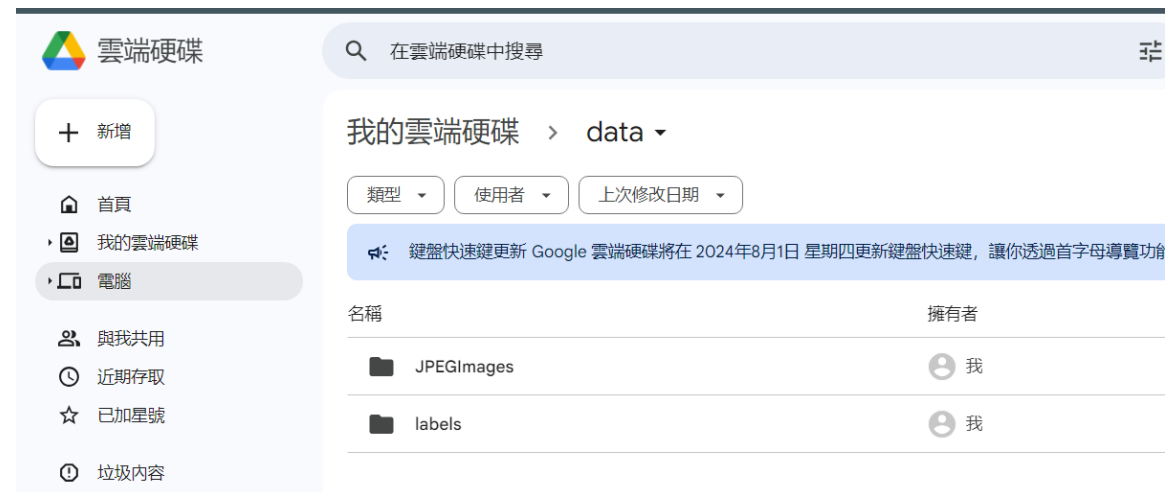 雲端硬碟
在雲端硬碟中搜尋
新增
首頁
我的雲端硬碟
電腦
與我共用
近期存取
已加星號
垃圾內容
我的雲端硬碟 › data
類型 使用者 上次修改日期
鍵盤快速鍵更新 Google 雲端硬碟將在 2024年8月1日 星期四更新鍵盤快速鍵，讓你透過首字母導覽功能
名稱 擁有者
JPEGImages 我
labels 我